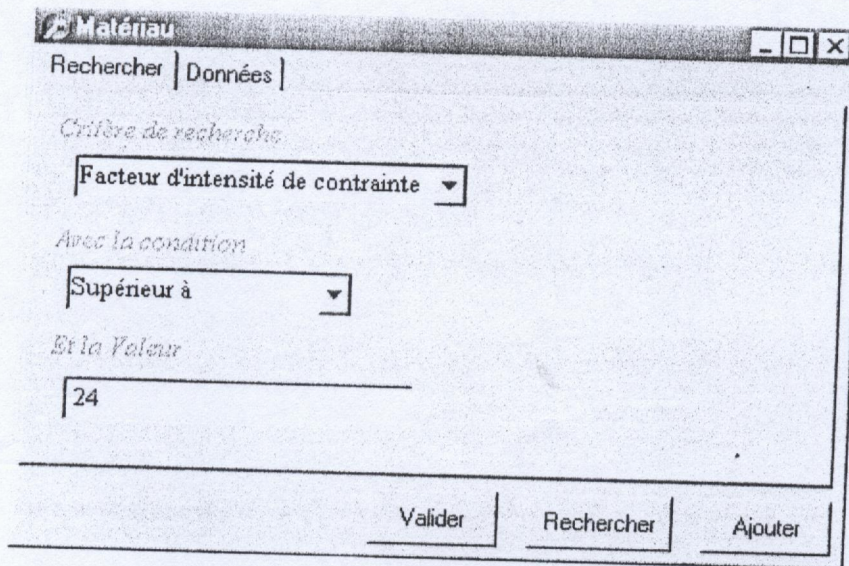 Matériau
Rechercher Données
Critère de recherche
Facteur d'intensité de contrainte
Avec la condition
Supérieur à
Et la Valeur
24
Valider Rechercher Ajouter